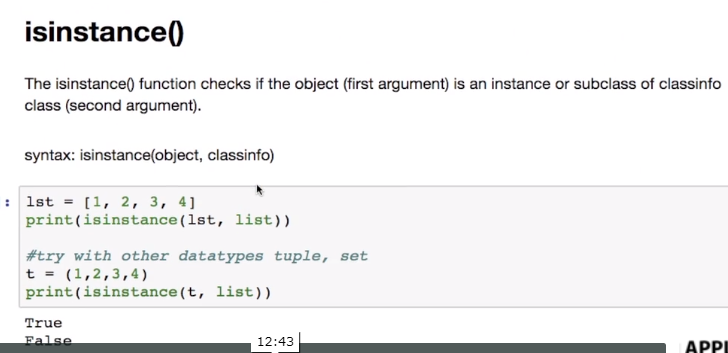 isinstance()
The isinstance() function checks if the object (first argument) is an instance or subclass of classinfo
class (second argument).
syntax: isinstance(object, classinfo)
: lst = [1, 2, 3, 4]
print(isinstance(lst, list))
#try with other datatypes tuple, set
t = (1,2,3,4)
print(isinstance(t, list))
True
False
12:43